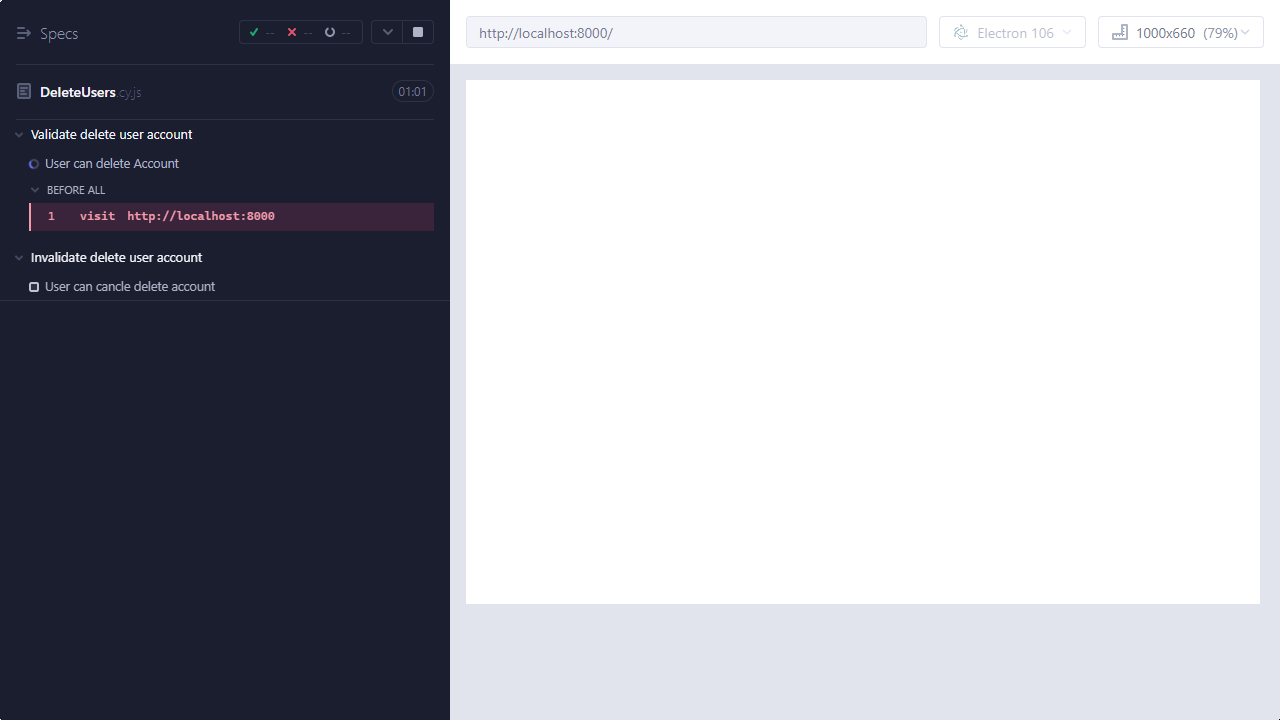 Specs
-- -- --
DeleteUsers.cy.js
01:01
Validate delete user account
User can delete Account
BEFORE ALL
1 visit http://localhost:8000
Invalidate delete user account
User can cancle delete account
http://localhost:8000/
Electron 106
1000x660 (79%)